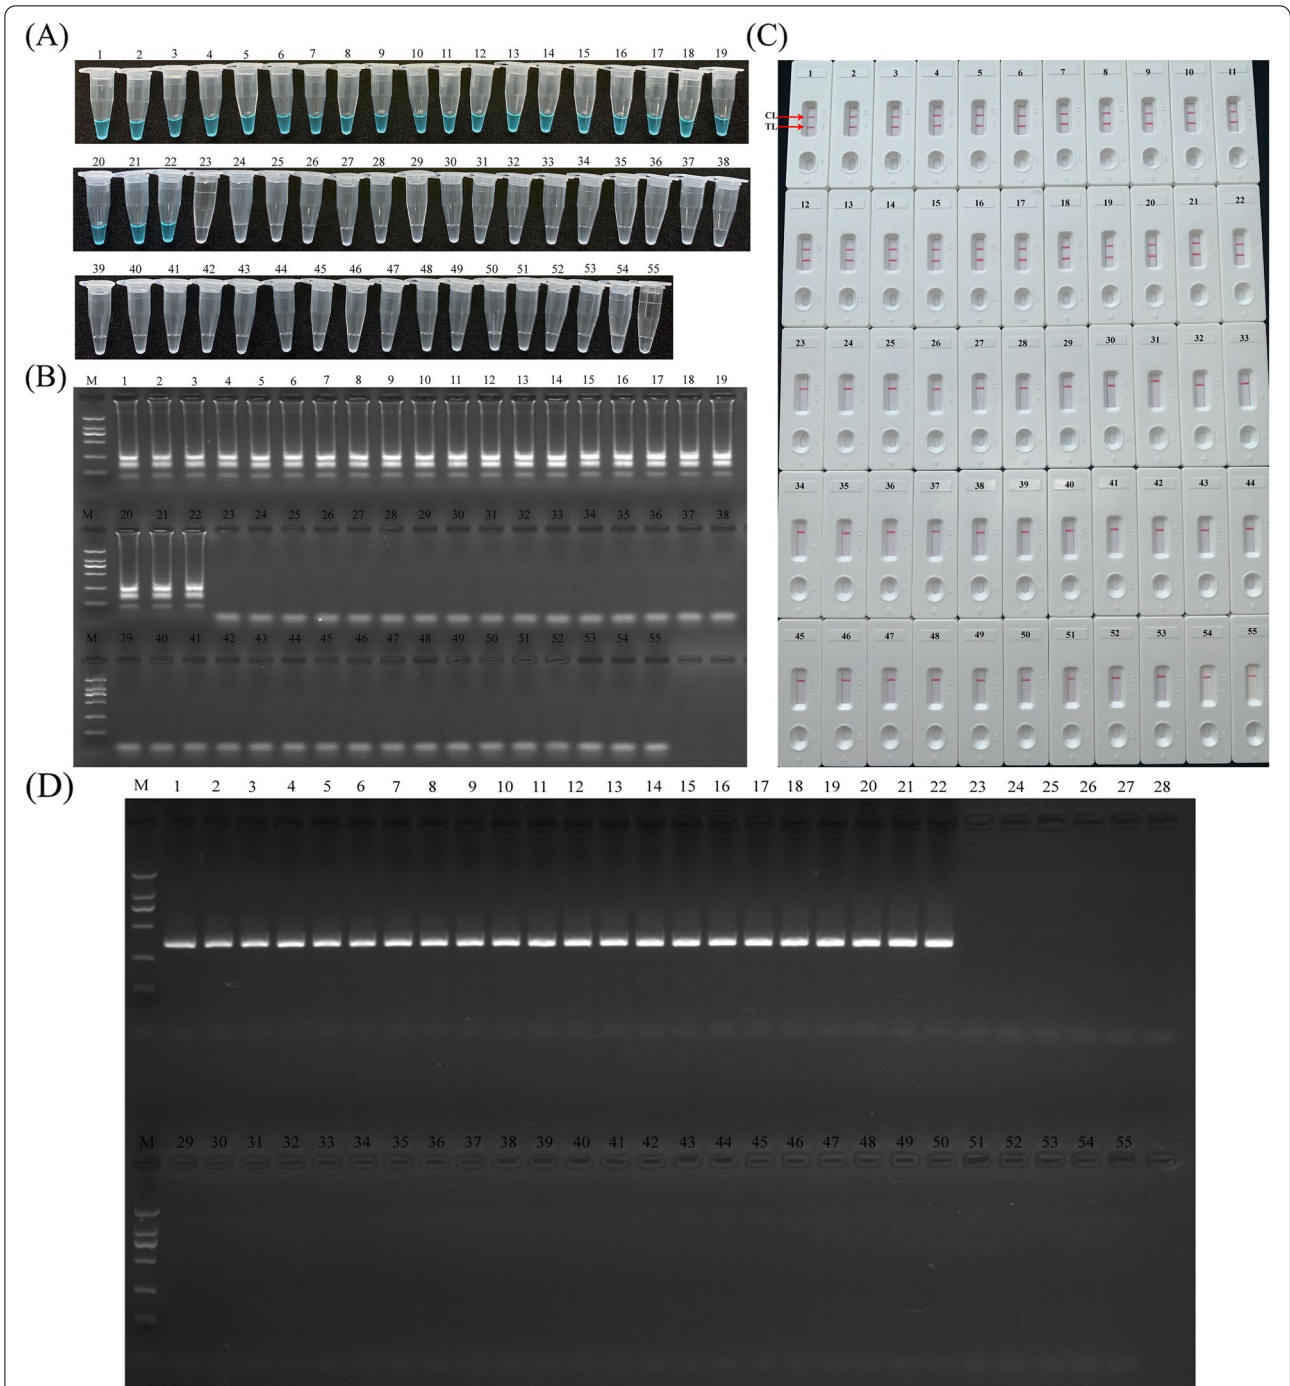 (A)
1 2 3 4 5 6 7 8 9 10 11 12 13 14 15 16 17 18 19
20 21 22 23 24 25 26 27 28 29 30 31 32 33 34 35 36 37 38
39 40 41 42 43 44 45 46 47 48 49 50 51 52 53 54 55
(B)
M 1 2 3 4 5 6 7 8 9 10 11 12 13 14 15 16 17 18 19
M 20 21 22 23 24 25 26 27 28 29 30 31 32 33 34 35 36 37 38
M 39 40 41 42 43 44 45 46 47 48 49 50 51 52 53 54 55
(C)
1 2 3 4 5 6 7 8 9 10 11
CL
TL
12 13 14 15 16 17 18 19 20 21 22
23 24 25 26 27 28 29 30 31 32 33
34 35 36 37 38 39 40 41 42 43 44
45 46 47 48 49 50 51 52 53 54 55
(D)
M 1 2 3 4 5 6 7 8 9 10 11 12 13 14 15 16 17 18 19 20 21 22 23 24 25 26 27 28
M 29 30 31 32 33 34 35 36 37 38 39 40 41 42 43 44 45 46 47 48 49 50 51 52 53 54 55